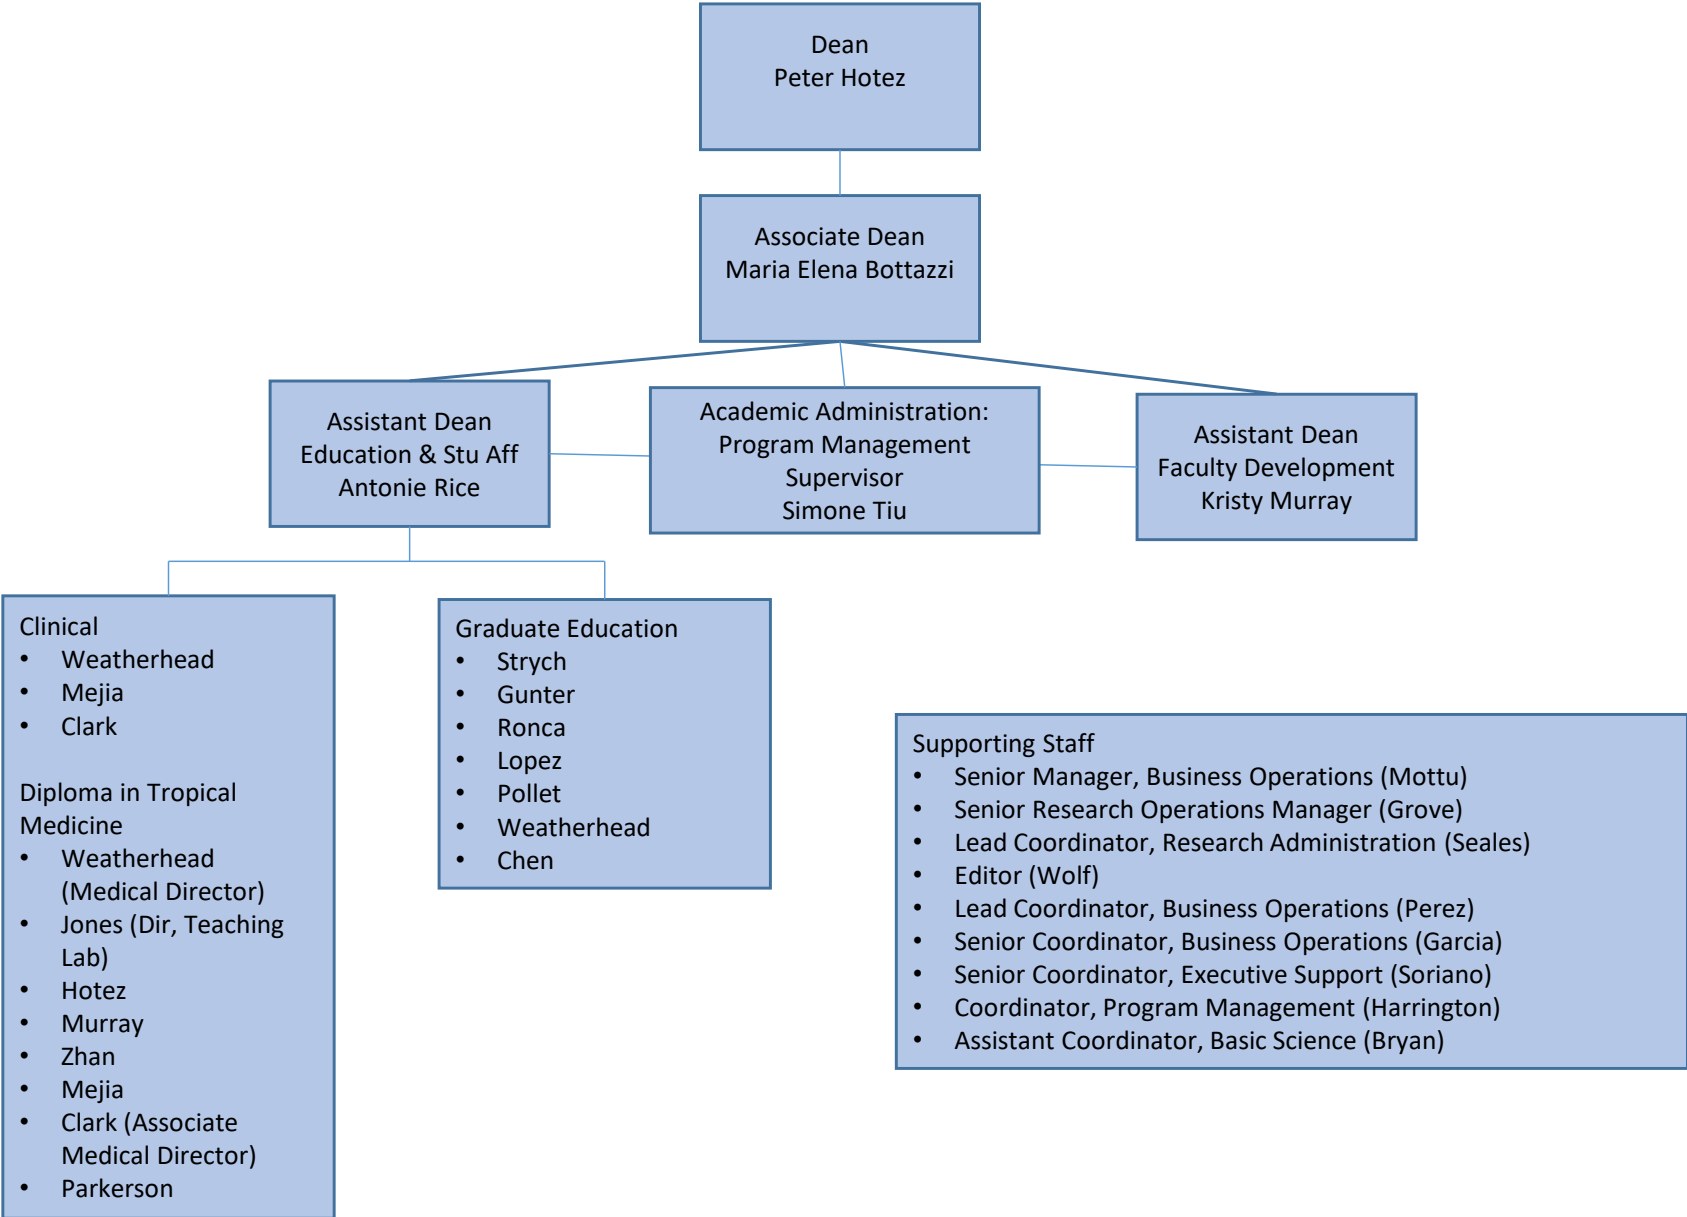 Dean
Peter Hotez
Associate Dean
Maria Elena Bottazzi
Assistant Dean
Education & Stu Aff
Antonie Rice
Academic Administration:
Program Management
Supervisor
Simone Tiu
Assistant Dean
Faculty Development
Kristy Murray
Clinical
• Weatherhead
• Mejia
• Clark
Diploma in Tropical
Medicine
• Weatherhead
(Medical Director)
• Jones (Dir, Teaching
Lab)
• Hotez
• Murray
• Zhan
• Mejia
• Clark (Associate
Medical Director)
• Parkerson
Graduate Education
• Strych
• Gunter
• Ronca
• Lopez
• Pollet
• Weatherhead
• Chen
Supporting Staff
• Senior Manager, Business Operations (Mottu)
• Senior Research Operations Manager (Grove)
• Lead Coordinator, Research Administration (Seales)
• Editor (Wolf)
• Lead Coordinator, Business Operations (Perez)
• Senior Coordinator, Business Operations (Garcia)
• Senior Coordinator, Executive Support (Soriano)
• Coordinator, Program Management (Harrington)
• Assistant Coordinator, Basic Science (Bryan)